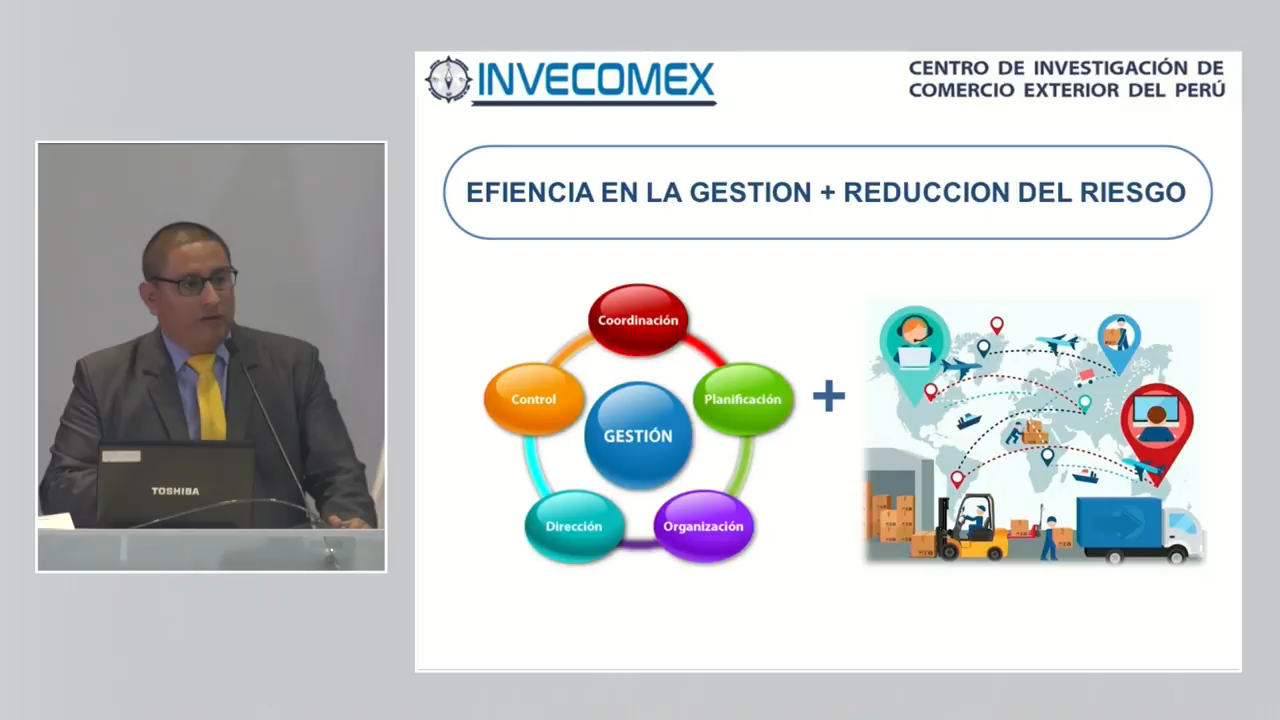 INVECOMEX
CENTRO DE INVESTIGACIÓN DE
COMERCIO EXTERIOR DEL PERÚ
EFIENCIA EN LA GESTION + REDUCCION DEL RIESGO
Coordinación
Control
Planificación
GESTIÓN
Dirección
Organización
+
TOSHIBA